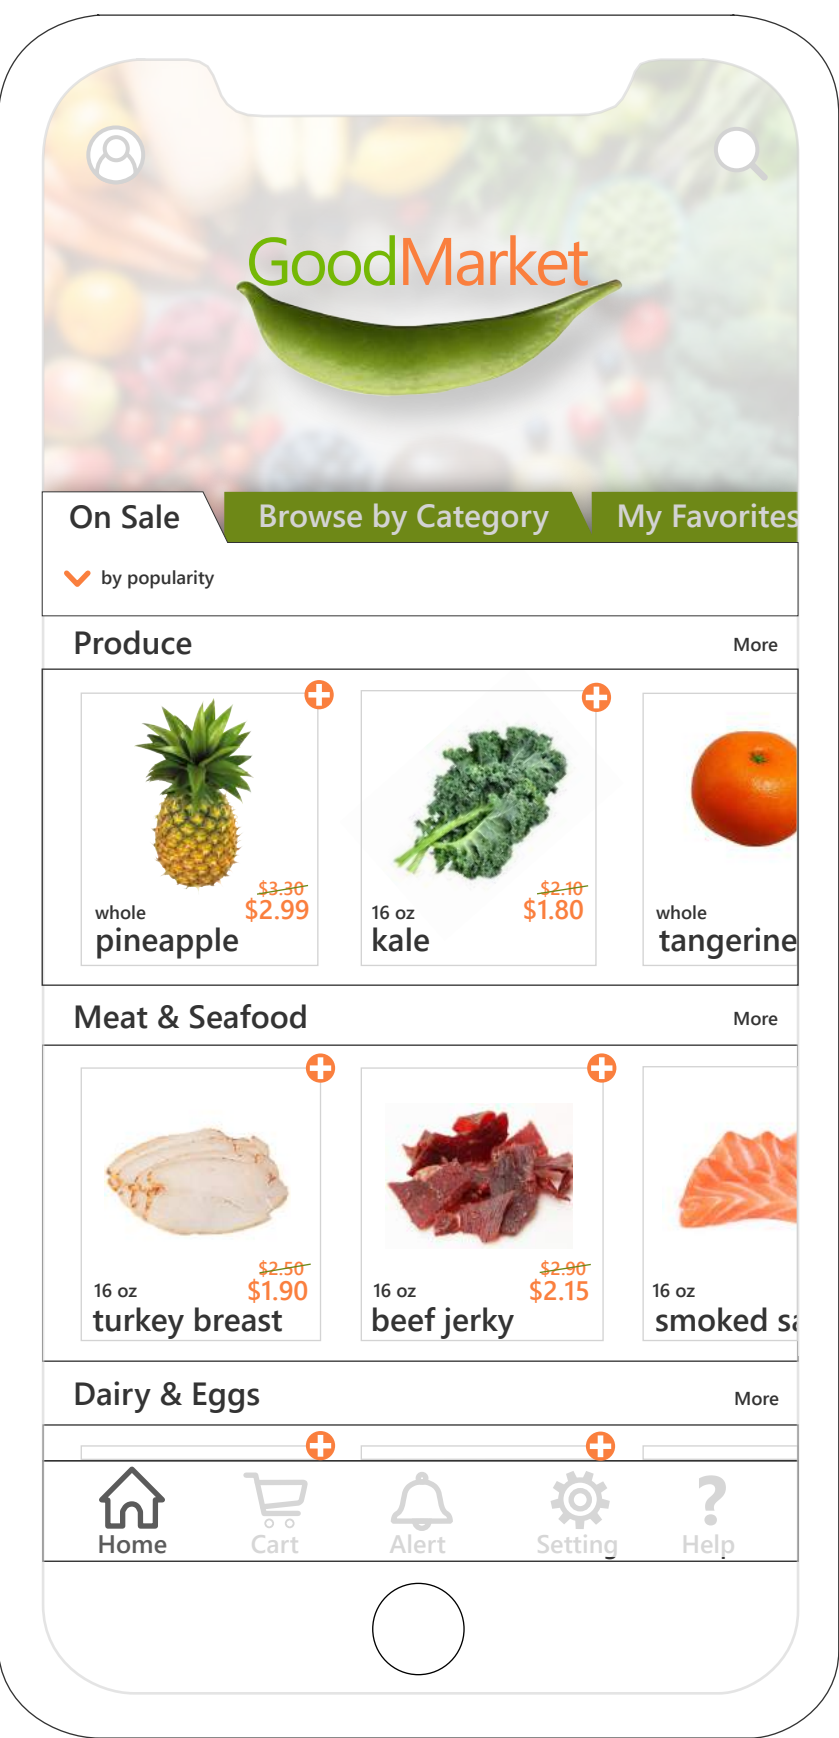 GoodMarket
On Sale
Browse by Category
My Favorites
by popularity
Produce
More
$3.30
whole
$2.99
pineapple
$2.10
16 oz
$1.80
kale
whole
tangerine
Meat & Seafood
More
$2.50
16 oz
$1.90
turkey breast
$2.90
16 oz
$2.15
beef jerky
16 oz
smoked sa
Dairy & Eggs
More
Home
Cart
Alert
Setting
Help